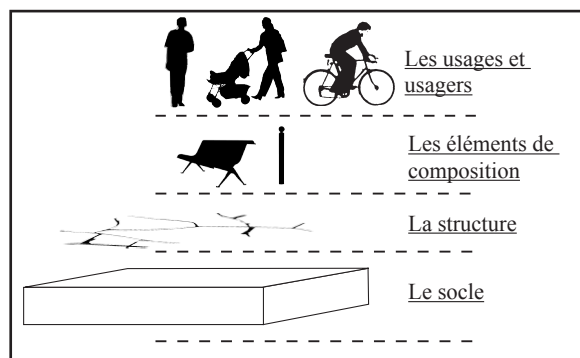 Les usages et
usagers
Les éléments de
composition
La structure
Le socle